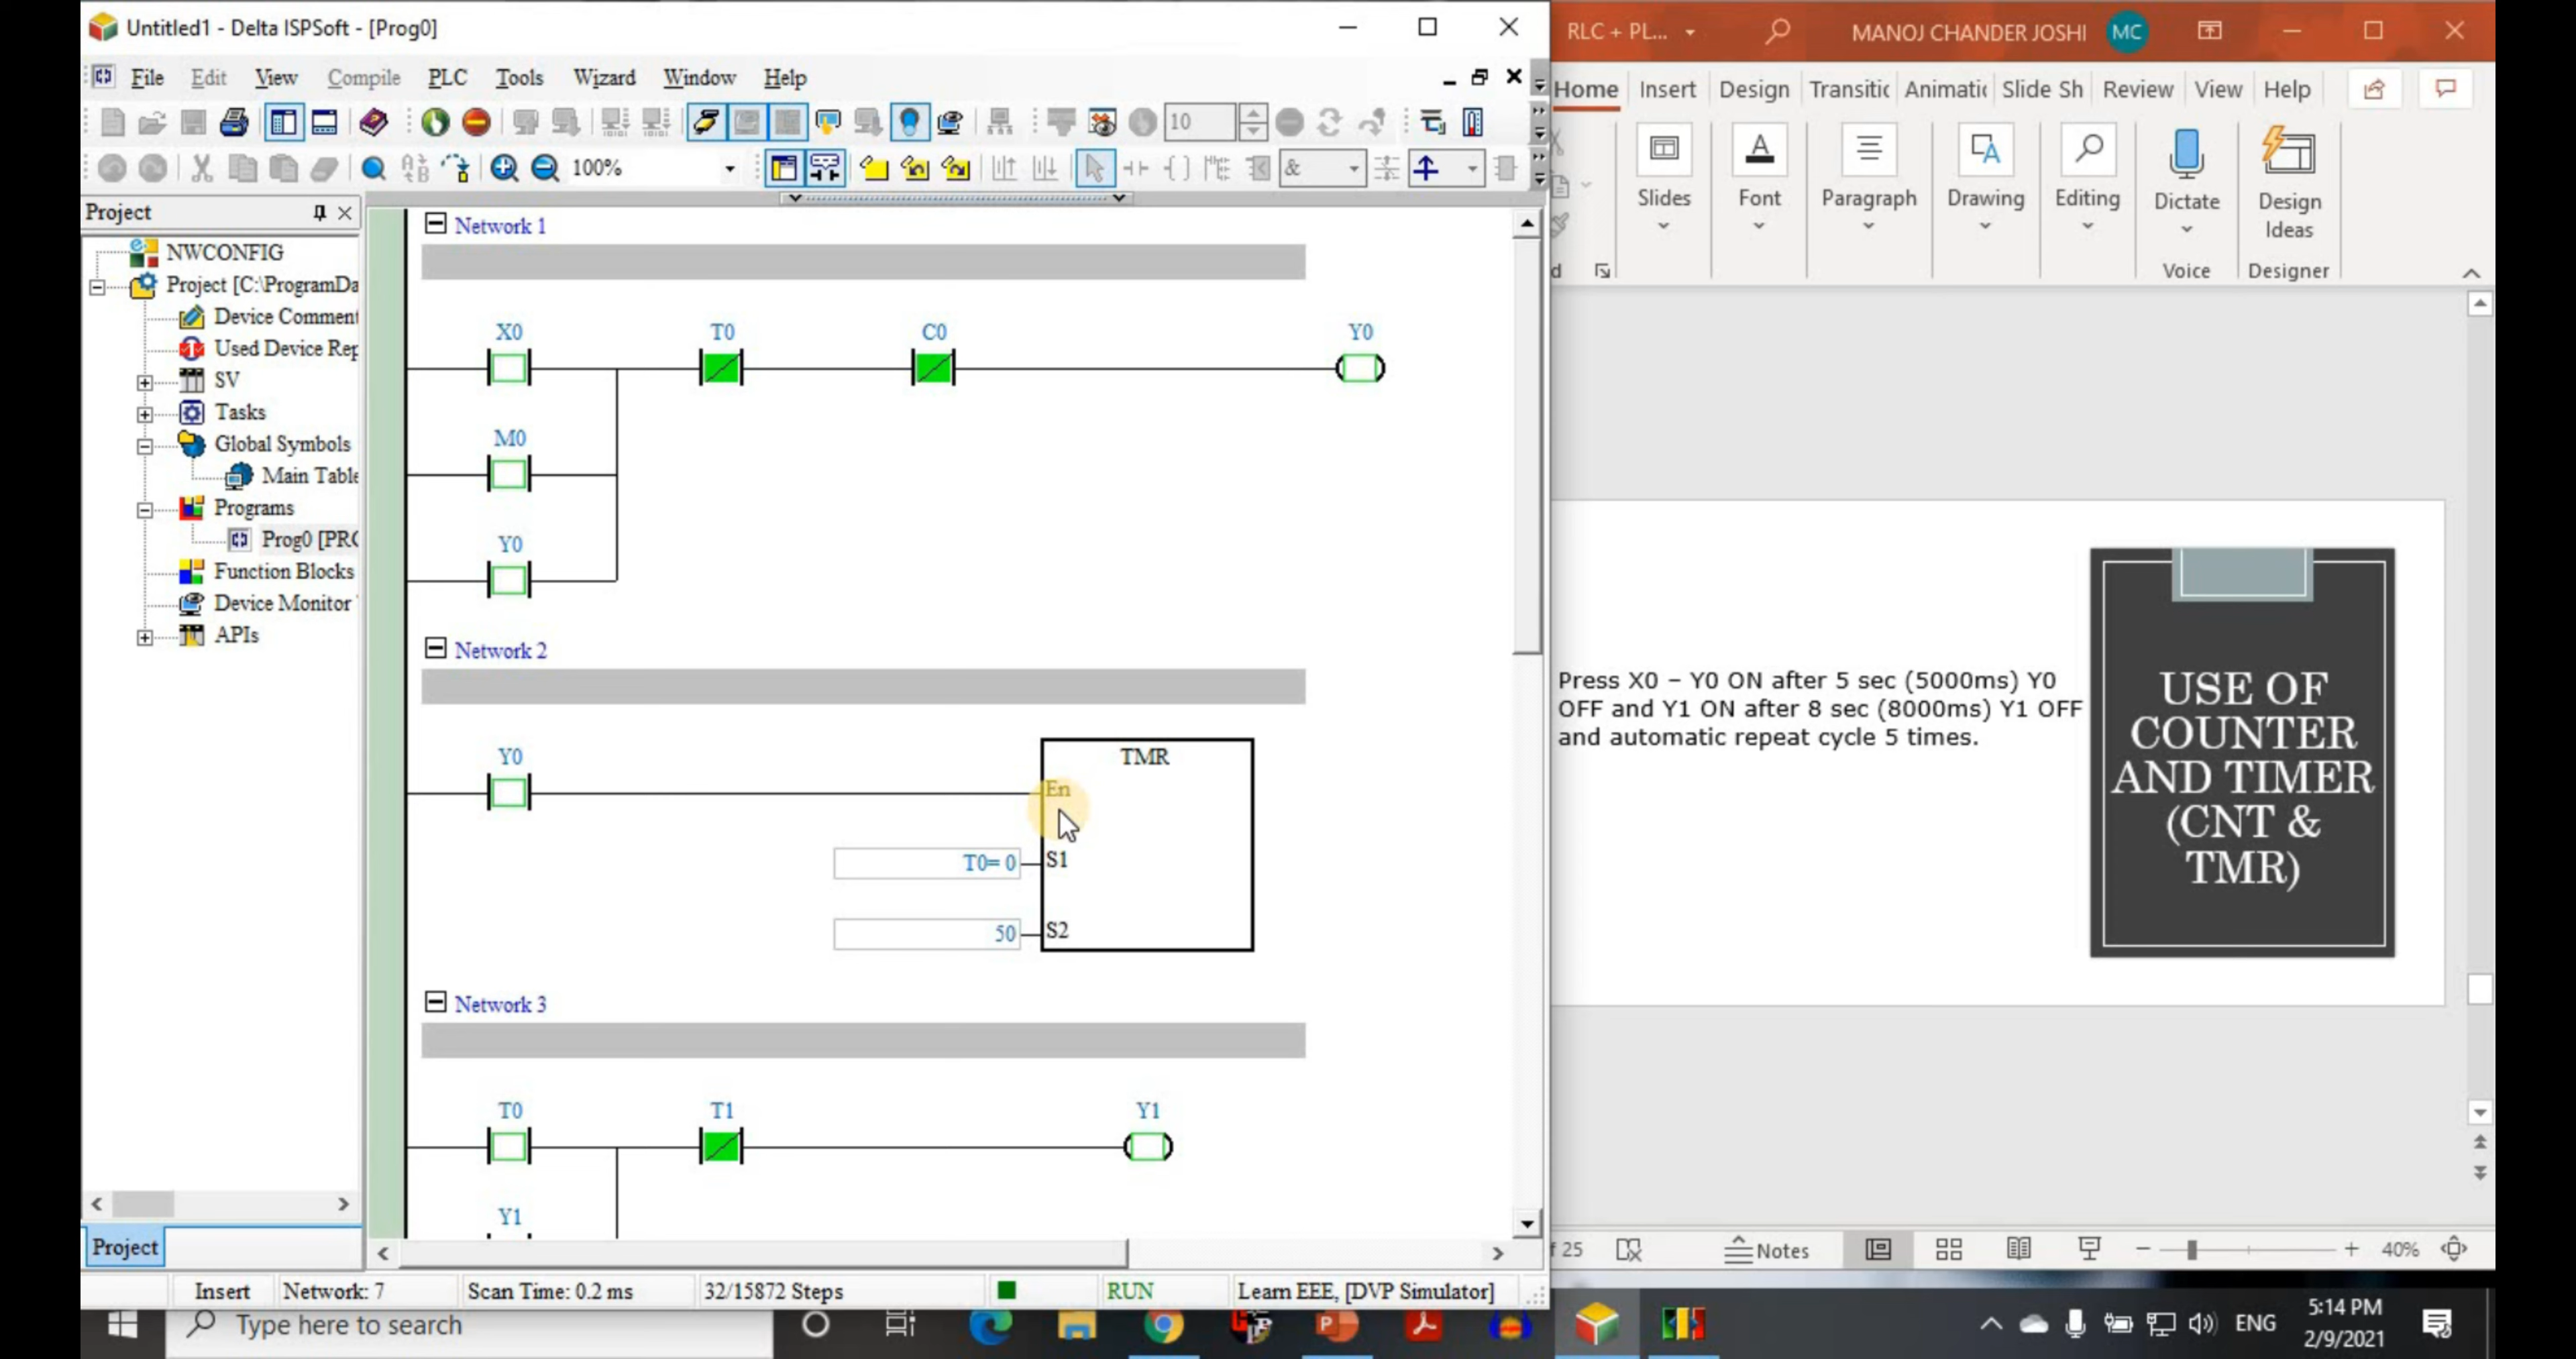 Untitled1 - Delta ISPSoft - [Prog0]
File Edit View Compile PLC Tools Wizard Window Help
10
100%
&
Project
NWCONFIG
Project [C:\ProgramDa
Device Comment
Used Device Rep
SV
Tasks
Global Symbols
Main Table
Programs
Prog0 [PRO
Function Blocks
Device Monitor
APIs
Project
Network 1
X0 T0 C0 Y0
M0
Y0
Network 2
Y0
TMR
En
T0= 0 S1
50 S2
Network 3
T0 T1 Y1
Y1
Insert Network: 7 Scan Time: 0.2 ms 32/15872 Steps RUN Learn EEE, [DVP Simulator]
RLC + PL... MANOJ CHANDER JOSHI MC
Home Insert Design Transitic Animatic Slide Sh Review View Help
Slides Font Paragraph Drawing Editing Dictate Design Ideas
d Voice Designer
Press X0 – Y0 ON after 5 sec (5000ms) Y0
OFF and Y1 ON after 8 sec (8000ms) Y1 OFF
and automatic repeat cycle 5 times.
USE OF
COUNTER
AND TIMER
(CNT &
TMR)
f 25 Notes 40%
Type here to search
ENG
5:14 PM
2/9/2021